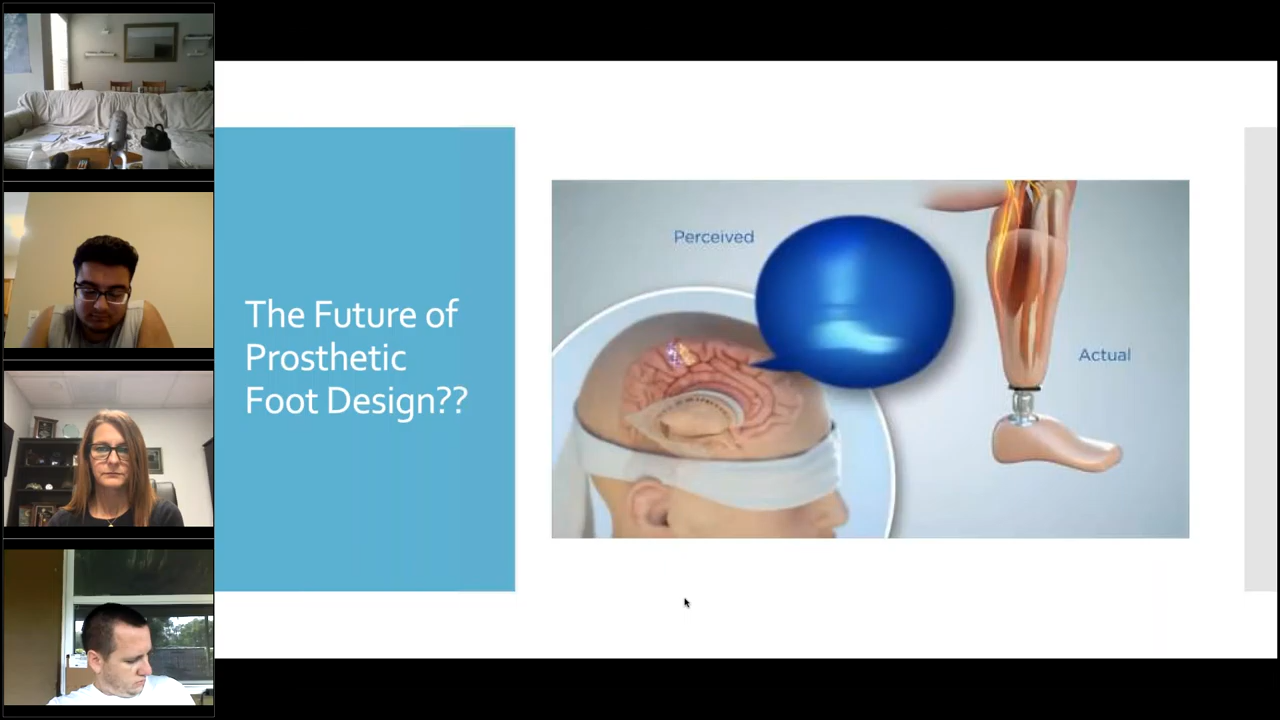 The Future of
Prosthetic
Foot Design??
Perceived
Actual